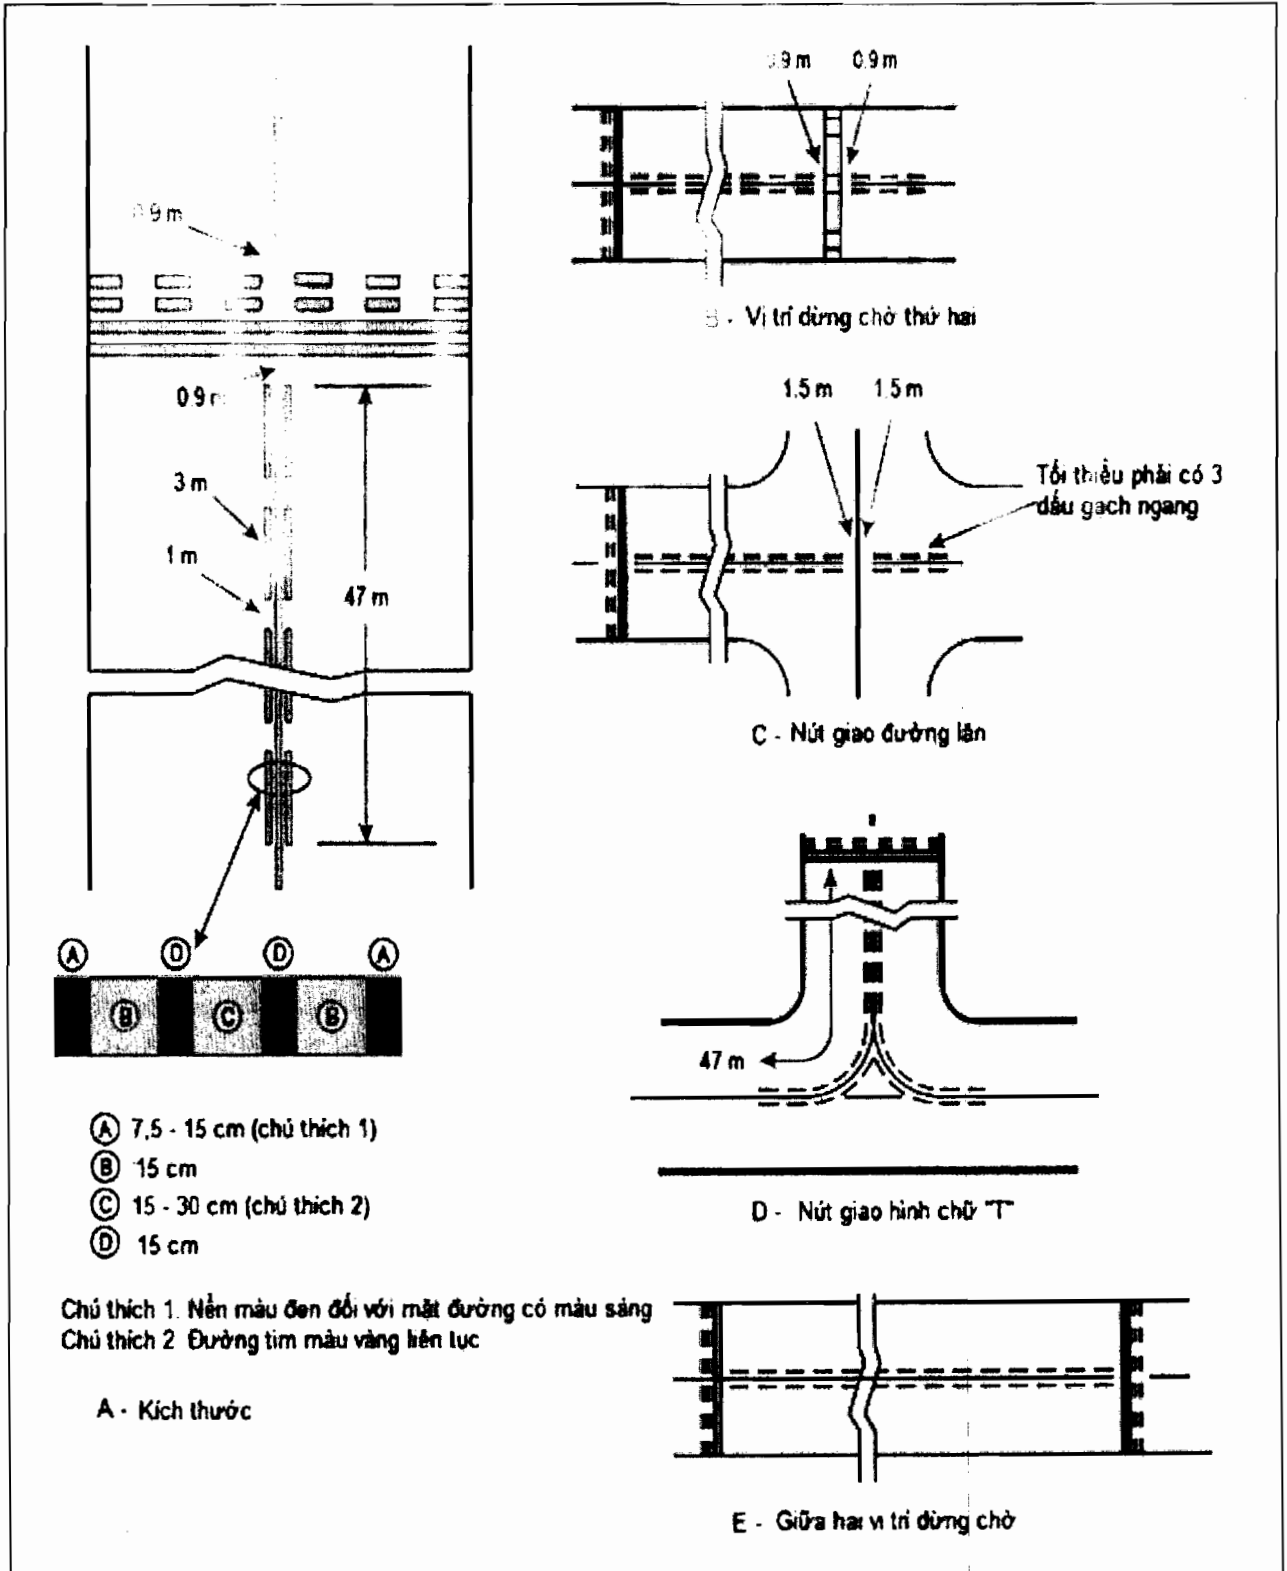 0.9 m
0.9 m
3 m
1 m
47 m
A
D
D
A
B
C
B
A 7,5 - 15 cm (chú thích 1)
B 15 cm
C 15 - 30 cm (chú thích 2)
D 15 cm
Chú thích 1. Nền màu đen đối với mặt đường có màu sáng
Chú thích 2 Đường tim màu vàng liên tục
A - Kích thước
0.9 m 0.9 m
B - Vị trí dừng chờ thứ hai
1.5 m 1.5 m
Tối thiểu phải có 3
dấu gạch ngang
C - Nút giao đường lăn
47 m
D - Nút giao hình chữ "T"
E - Giữa hai vị trí dừng chờ